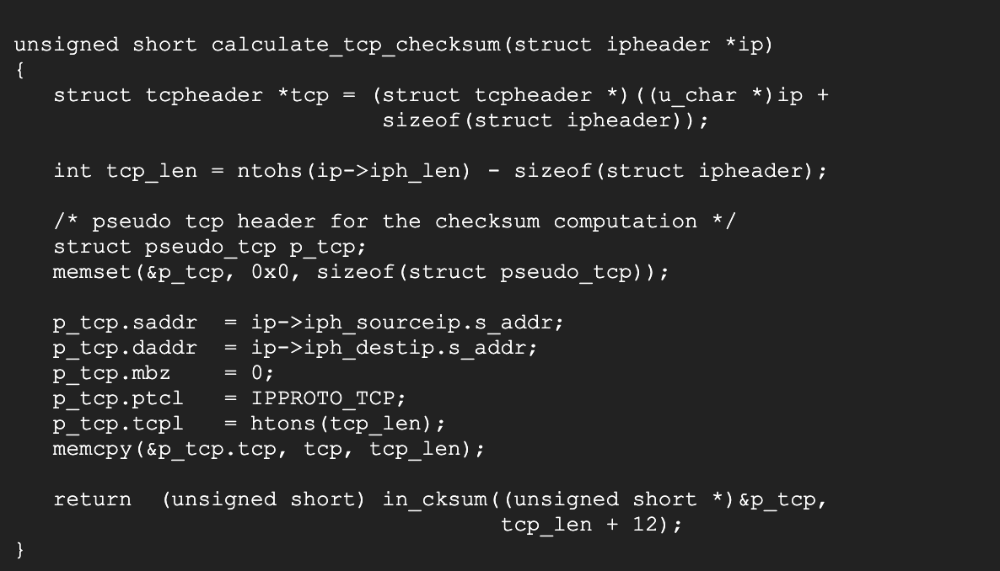 unsigned short calculate_tcp_checksum(struct ipheader *ip)
{
   struct tcpheader *tcp = (struct tcpheader *)((u_char *)ip +
                            sizeof(struct ipheader));

   int tcp_len = ntohs(ip->iph_len) - sizeof(struct ipheader);

   /* pseudo tcp header for the checksum computation */
   struct pseudo_tcp p_tcp;
   memset(&p_tcp, 0x0, sizeof(struct pseudo_tcp));

   p_tcp.saddr  = ip->iph_sourceip.s_addr;
   p_tcp.daddr  = ip->iph_destip.s_addr;
   p_tcp.mbz    = 0;
   p_tcp.ptcl   = IPPROTO_TCP;
   p_tcp.tcpl   = htons(tcp_len);
   memcpy(&p_tcp.tcp, tcp, tcp_len);

   return  (unsigned short) in_cksum((unsigned short *)&p_tcp,
                                     tcp_len + 12);
}